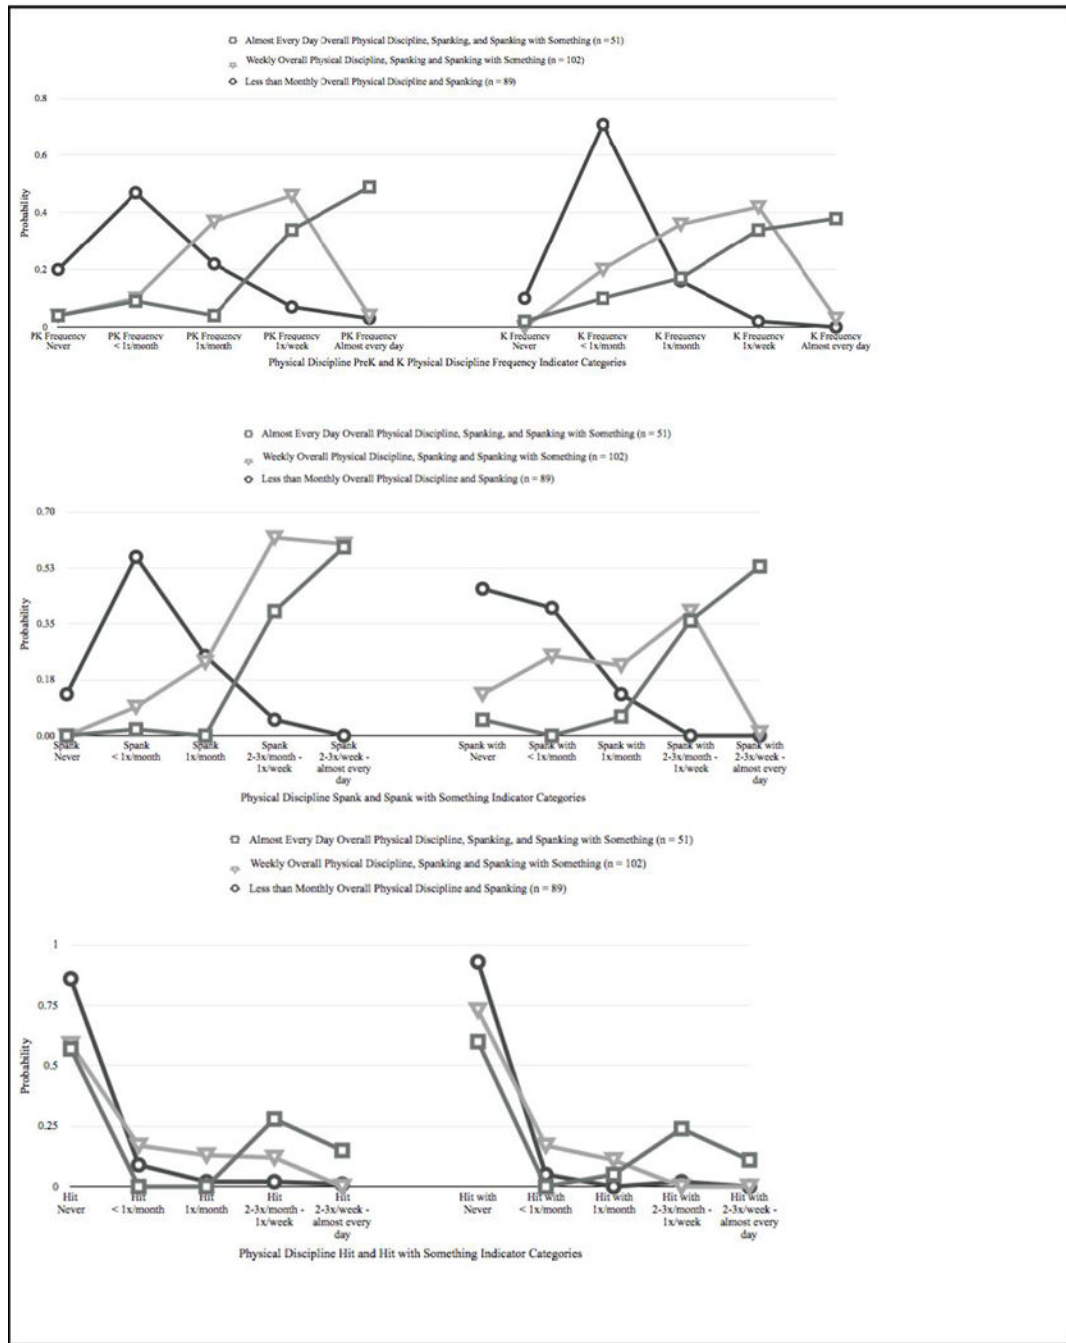 Almost Every Day Overall Physical Discipline, Spanking, and Spanking with Something (n = 51)
Weekly Overall Physical Discipline, Spanking and Spanking with Something (n = 102)
Less than Monthly Overall Physical Discipline and Spanking (n = 89)
0.8
0.6
0.4
0.2
0
Probability
PK Frequency Never
PK Frequency < 1x/month
PK Frequency 1x/month
PK Frequency 1x/week
PK Frequency Almost every day
K Frequency Never
K Frequency < 1x/month
K Frequency 1x/month
K Frequency 1x/week
K Frequency Almost every day
Physical Discipline PreK and K Physical Discipline Frequency Indicator Categories
Almost Every Day Overall Physical Discipline, Spanking, and Spanking with Something (n = 51)
Weekly Overall Physical Discipline, Spanking and Spanking with Something (n = 102)
Less than Monthly Overall Physical Discipline and Spanking (n = 89)
0.70
0.53
0.35
0.18
0.00
Probability
Spank Never
Spank < 1x/month
Spank 1x/month
Spank 2-3x/month - 1x/week
Spank 2-3x/week - almost every day
Spank with Never
Spank with < 1x/month
Spank with 1x/month
Spank with 2-3x/month - 1x/week
Spank with 2-3x/week - almost every day
Physical Discipline Spank and Spank with Something Indicator Categories
Almost Every Day Overall Physical Discipline, Spanking, and Spanking with Something (n = 51)
Weekly Overall Physical Discipline, Spanking and Spanking with Something (n = 102)
Less than Monthly Overall Physical Discipline and Spanking (n = 89)
1
0.75
0.5
0.25
0
Probability
Hit Never
Hit < 1x/month
Hit 1x/month
Hit 2-3x/month - 1x/week
Hit 2-3x/week - almost every day
Hit with Never
Hit with < 1x/month
Hit with 1x/month
Hit with 2-3x/month - 1x/week
Hit with 2-3x/week - almost every day
Physical Discipline Hit and Hit with Something Indicator Categories